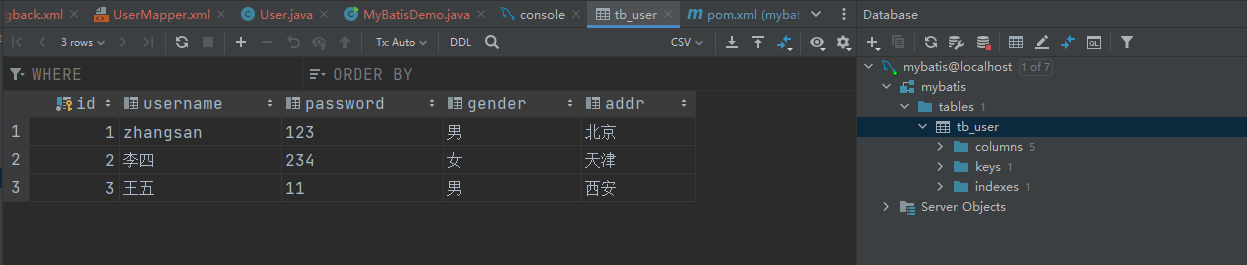 gback.xml UserMapper.xml User.java MyBatisDemo.java console tb_user pom.xml (mybat Database
3 rows Tx: Auto DDL CSV
WHERE ORDER BY
mybatis@localhost 1 of 7
mybatis
tables 1
tb_user
columns 5
keys 1
indexes 1
Server Objects
id username password gender addr
1 1 zhangsan 123 男 北京
2 2 李四 234 女 天津
3 3 王五 11 男 西安